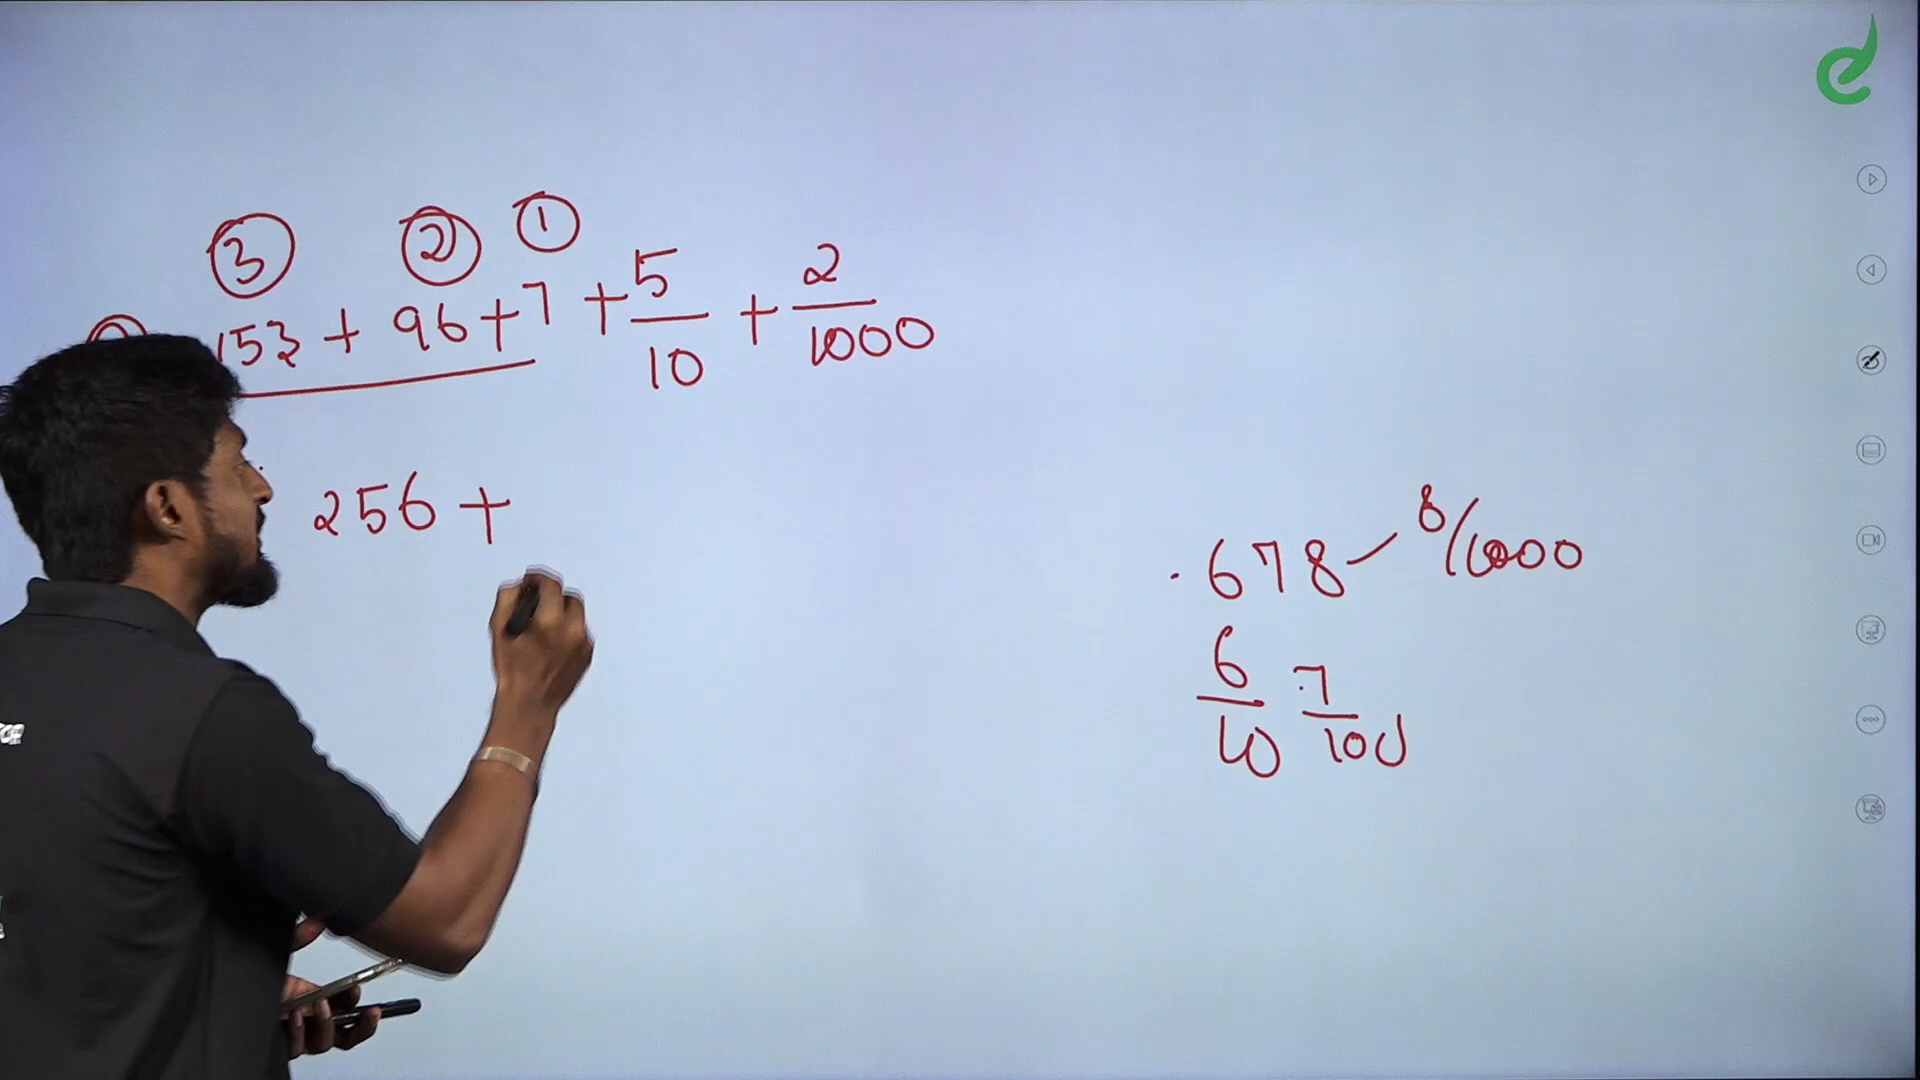 ③ ② ①
153 + 96 + 7 + 5/10 + 2/1000
256 +
.678 — 8/1000
6/10 7/100